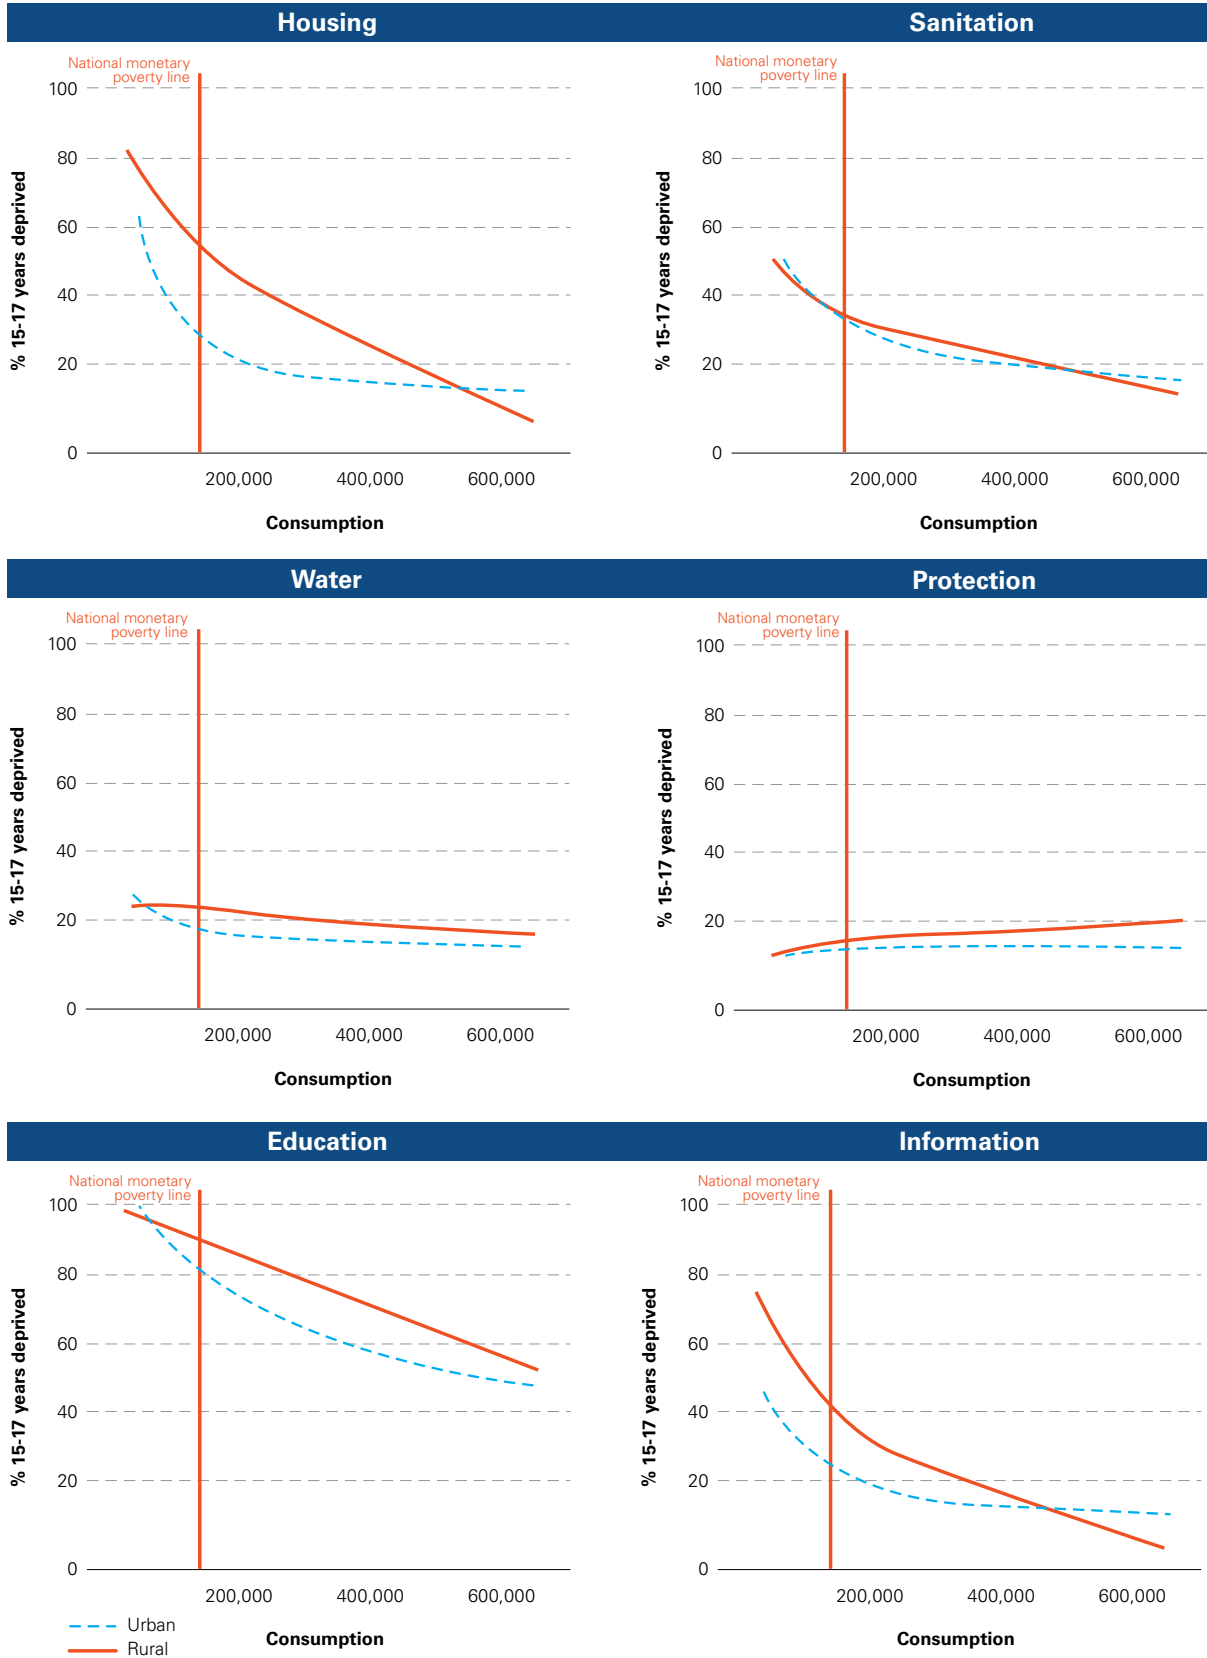 Housing
National monetary
poverty line
100
80
60
40
20
0
% 15-17 years deprived
200,000
400,000
600,000
Consumption
Sanitation
National monetary
poverty line
100
80
60
40
20
0
% 15-17 years deprived
200,000
400,000
600,000
Consumption
Water
National monetary
poverty line
100
80
60
40
20
0
% 15-17 years deprived
200,000
400,000
600,000
Consumption
Protection
National monetary
poverty line
100
80
60
40
20
0
% 15-17 years deprived
200,000
400,000
600,000
Consumption
Education
National monetary
poverty line
100
80
60
40
20
0
% 15-17 years deprived
200,000
400,000
600,000
Consumption
Urban
Rural
Information
National monetary
poverty line
100
80
60
40
20
0
% 15-17 years deprived
200,000
400,000
600,000
Consumption